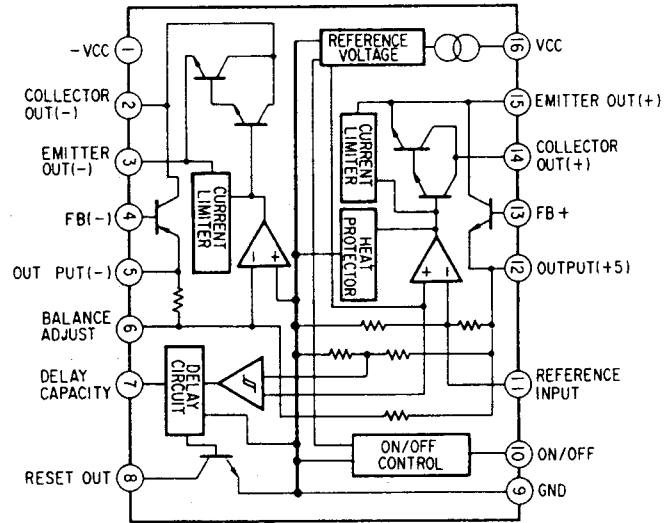 -VCC
1
COLLECTOR
OUT(-)
2
EMITTER
OUT(-)
3
FB(-)
4
OUT PUT(-)
5
BALANCE
ADJUST
6
DELAY
CAPACITY
7
RESET OUT
8
CURRENT
LIMITER
- +
DELAY
CIRCUIT
REFERENCE
VOLTAGE
CURRENT
LIMITER
HEAT
PROTECTOR
+ -
ON/OFF
CONTROL
16
VCC
15
EMITTER OUT(+)
14
COLLECTOR
OUT(+)
13
FB+
12
OUTPUT(+5)
11
REFERENCE
INPUT
10
ON/OFF
9
GND